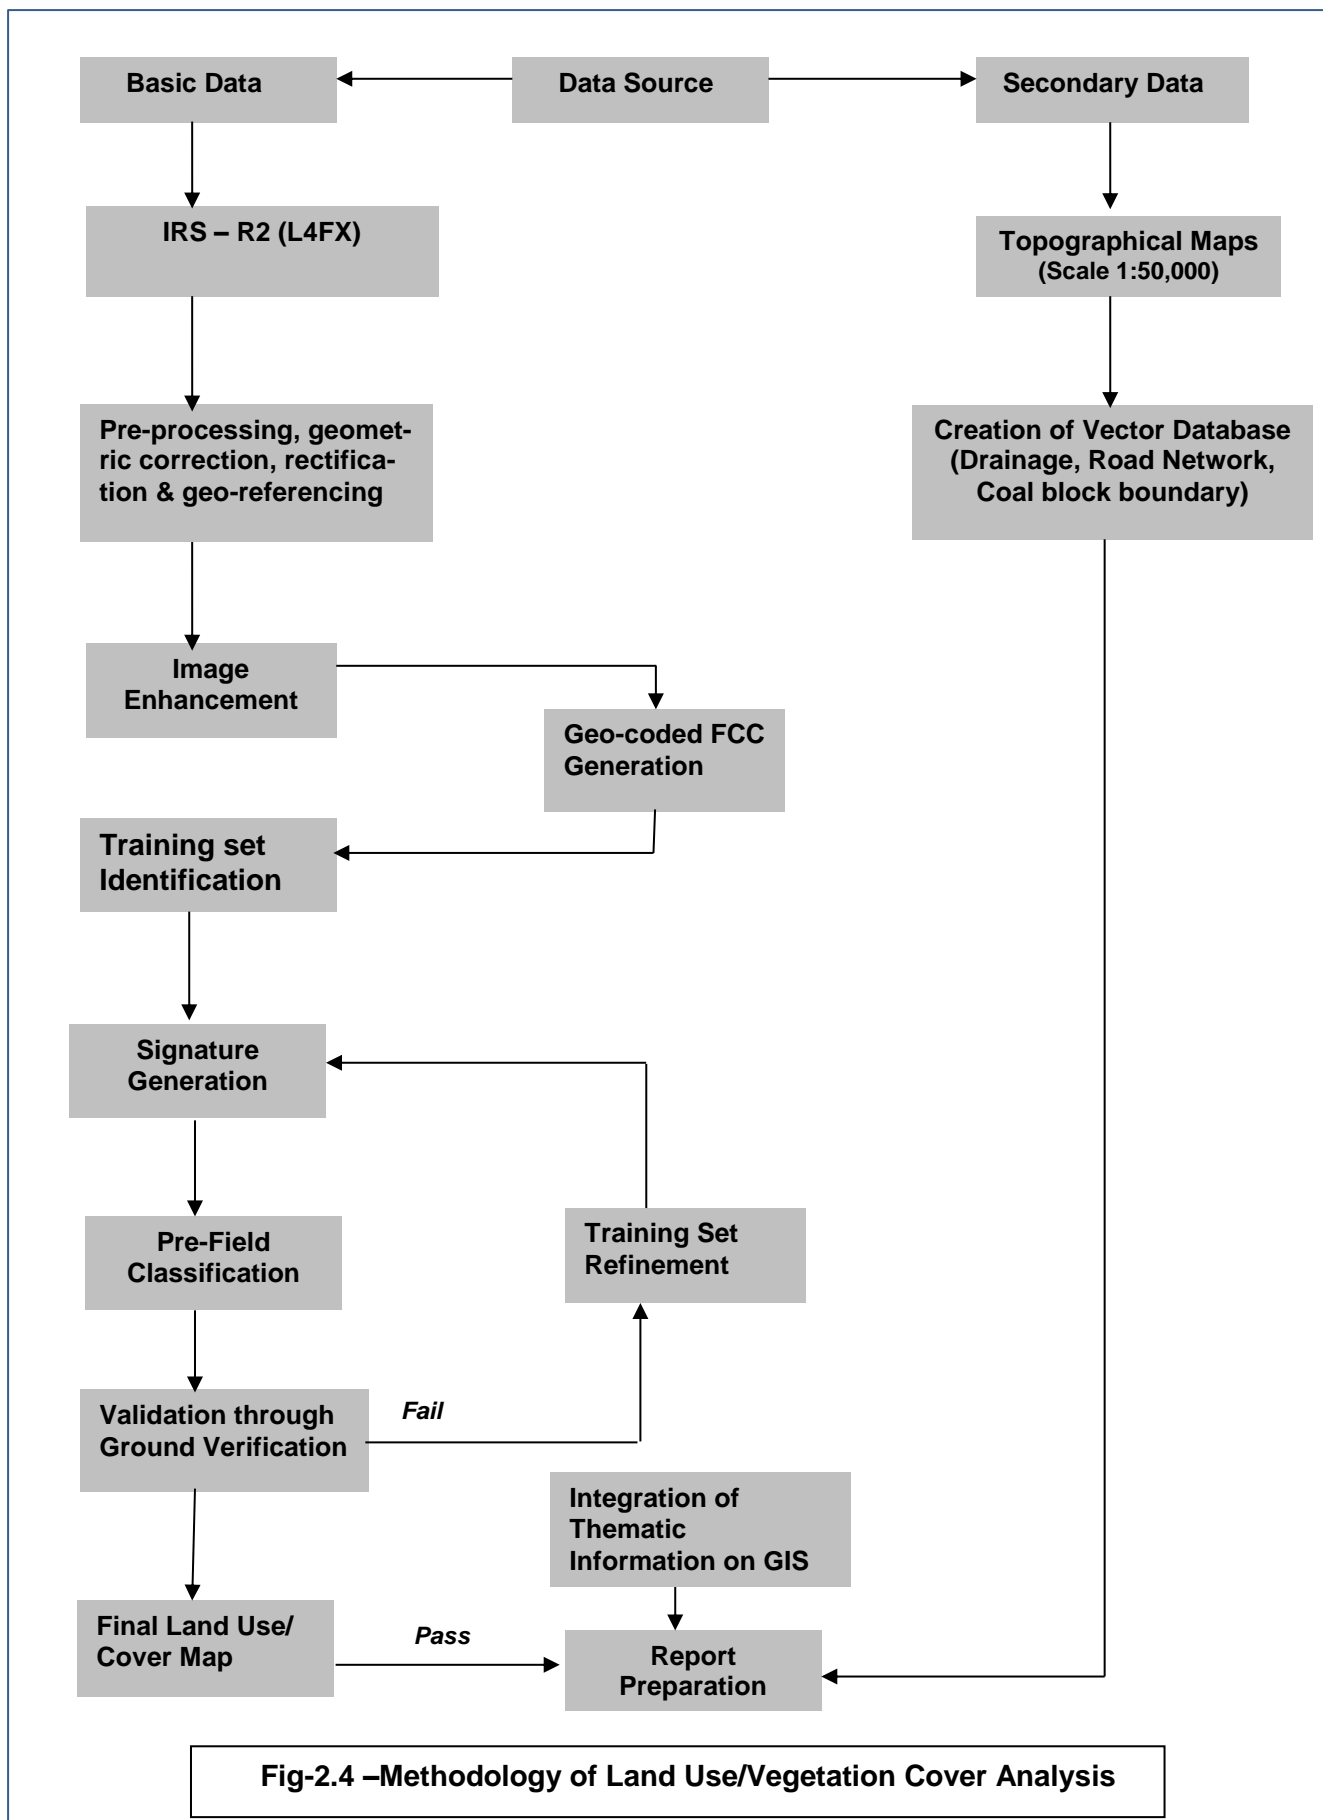 Basic Data
Data Source
Secondary Data
IRS – R2 (L4FX)
Topographical Maps
(Scale 1:50,000)
Pre-processing, geomet-
ric correction, rectifica-
tion & geo-referencing
Creation of Vector Database
(Drainage, Road Network,
Coal block boundary)
Image
Enhancement
Geo-coded FCC
Generation
Training set
Identification
Signature
Generation
Pre-Field
Classification
Training Set
Refinement
Validation through
Ground Verification
Fail
Integration of
Thematic
Information on GIS
Final Land Use/
Cover Map
Pass
Report
Preparation
Fig-2.4 –Methodology of Land Use/Vegetation Cover Analysis